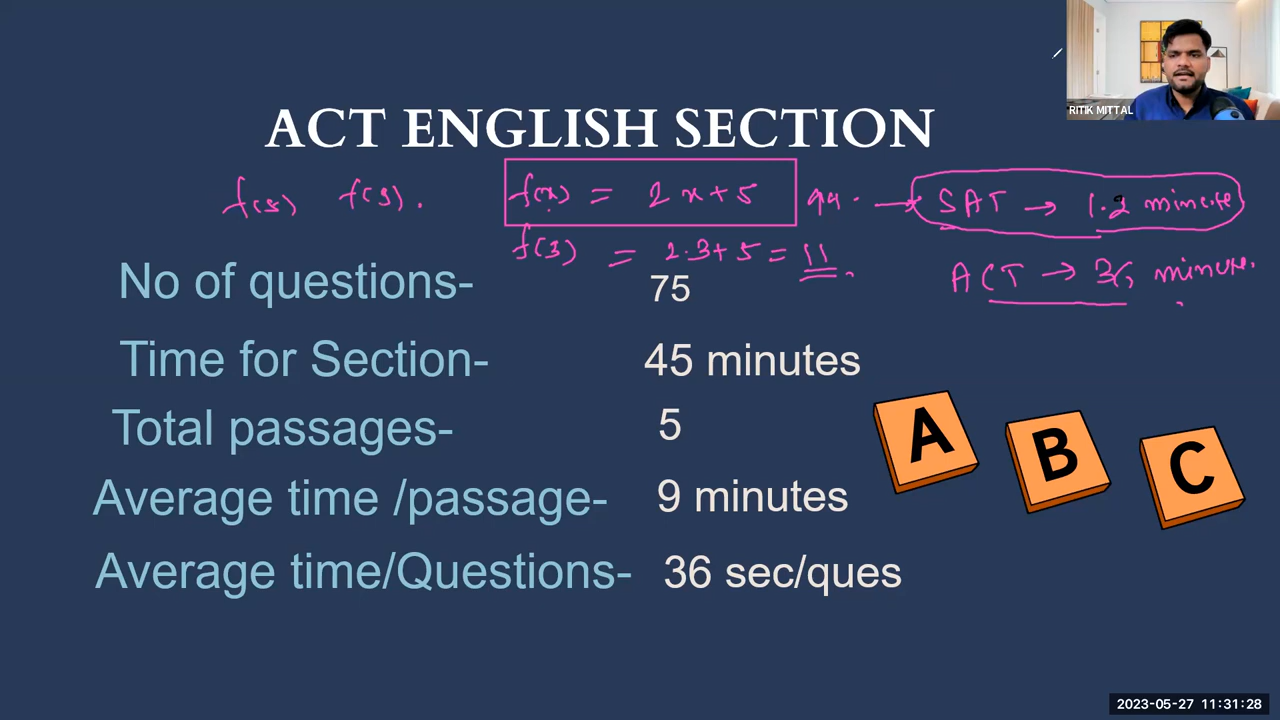 RITIK MITTAL
ACT ENGLISH SECTION
f(3) f(3). f(x) = 2x+5 qu. → SAT → 1.2 minute
f(3) = 2.3+5 = 11.
ACT → 36 minute.
No of questions- 75
Time for Section- 45 minutes
Total passages- 5
Average time /passage- 9 minutes
Average time/Questions- 36 sec/ques
A B C
2023-05-27 11:31:28